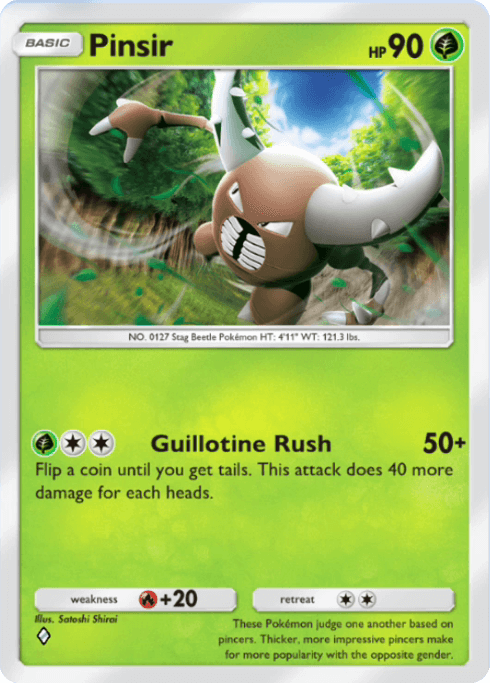 BASIC Pinsir HP 90
NO. 0127 Stag Beetle Pokémon HT: 4'11" WT: 121.3 lbs.
Guillotine Rush 50+
Flip a coin until you get tails. This attack does 40 more
damage for each heads.
weakness +20 retreat
Illus. Satoshi Shirai
These Pokémon judge one another based on
pincers. Thicker, more impressive pincers make
for more popularity with the opposite gender.